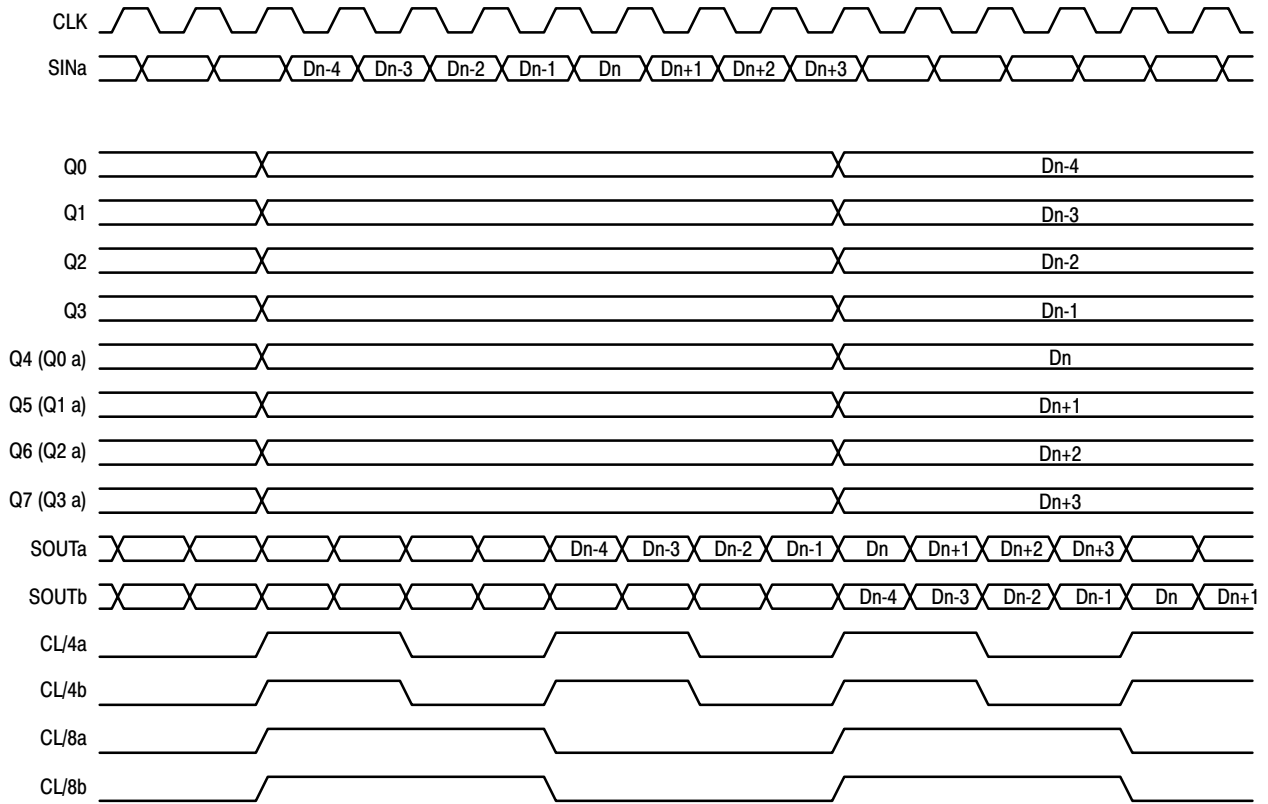 CLK
SINa Dn-4 Dn-3 Dn-2 Dn-1 Dn Dn+1 Dn+2 Dn+3
Q0 Dn-4
Q1 Dn-3
Q2 Dn-2
Q3 Dn-1
Q4 (Q0 a) Dn
Q5 (Q1 a) Dn+1
Q6 (Q2 a) Dn+2
Q7 (Q3 a) Dn+3
SOUTa Dn-4 Dn-3 Dn-2 Dn-1 Dn Dn+1 Dn+2 Dn+3
SOUTb Dn-4 Dn-3 Dn-2 Dn-1 Dn Dn+1
CL/4a
CL/4b
CL/8a
CL/8b